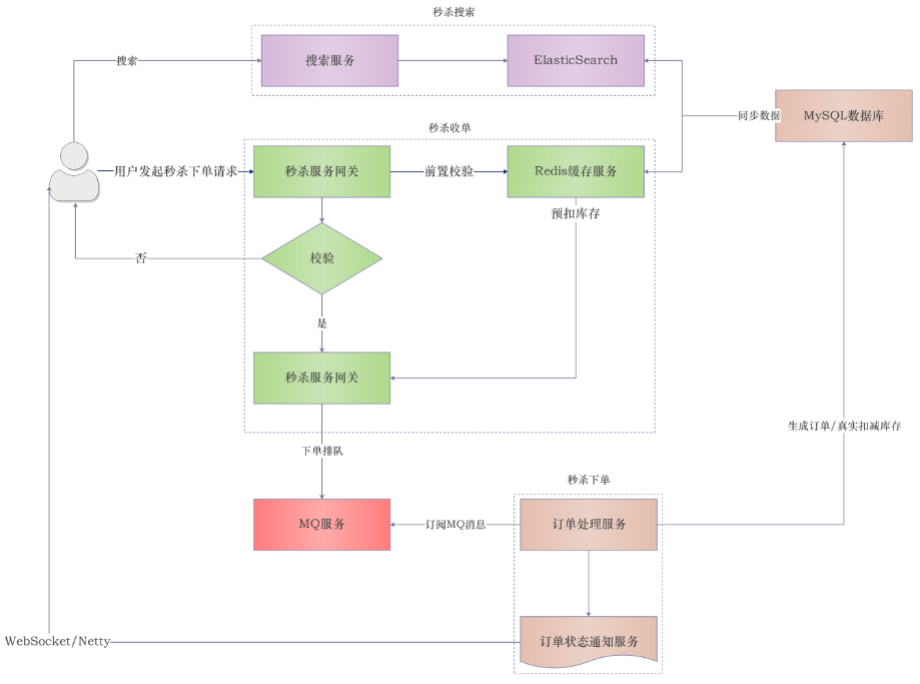 秒杀搜索
搜索
搜索服务
ElasticSearch
同步数据
MySQL数据库
秒杀收单
用户发起秒杀下单请求
秒杀服务网关
前置校验
Redis缓存服务
预扣库存
否
校验
是
秒杀服务网关
生成订单/真实扣减库存
下单排队
秒杀下单
MQ服务
订阅MQ消息
订单处理服务
WebSocket/Netty
订单状态通知服务